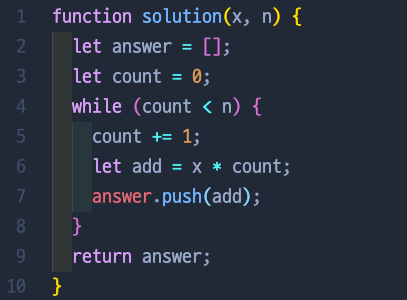 1 function solution(x, n) {
2   let answer = [];
3   let count = 0;
4   while (count < n) {
5     count += 1;
6     let add = x * count;
7     answer.push(add);
8   }
9   return answer;
10 }